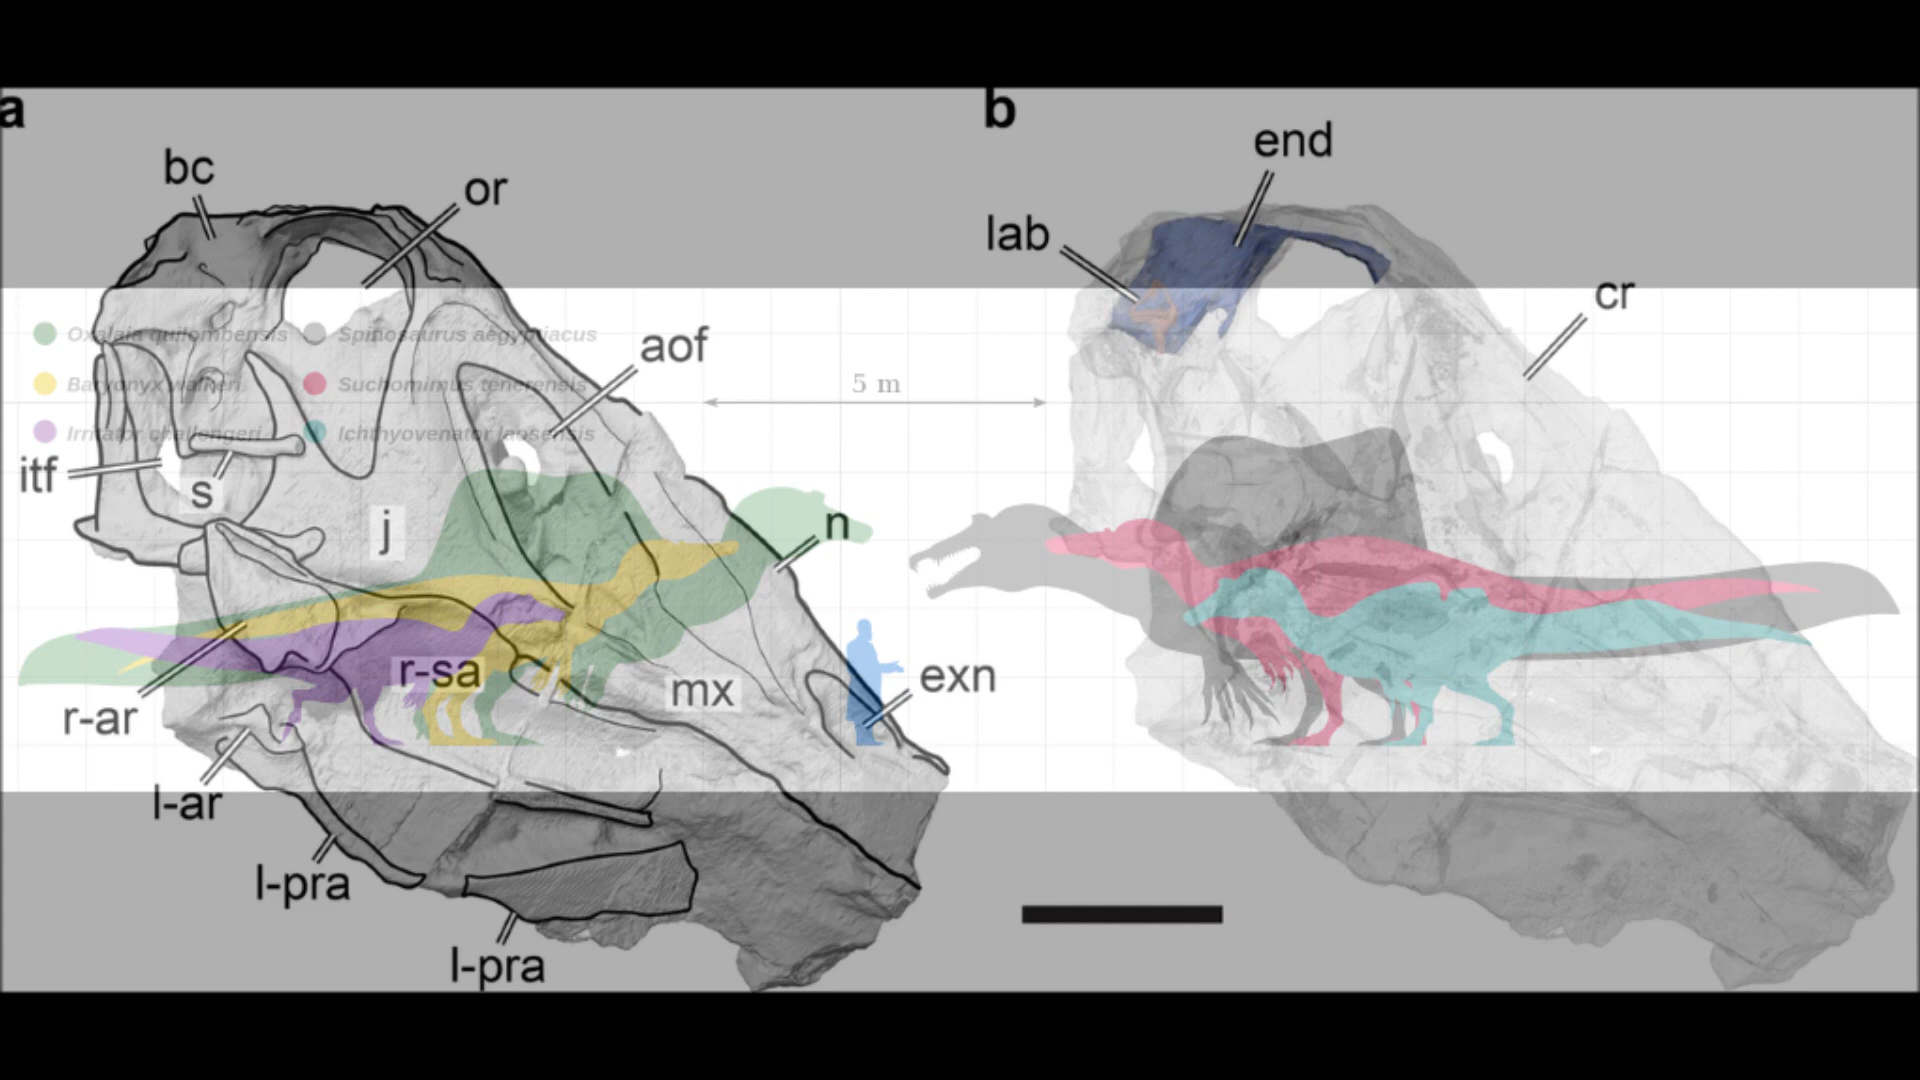 a
b
end
bc
or
lab
cr
Oxalaia quilombensis
Spinosaurus aegyptiacus
aof
Baryonyx walkeri
Suchomimus tenerensis
5 m
Irritator challengeri
Ichthyovenator laosensis
itf
s
j
n
r-sa
mx
exn
r-ar
l-ar
l-pra
l-pra